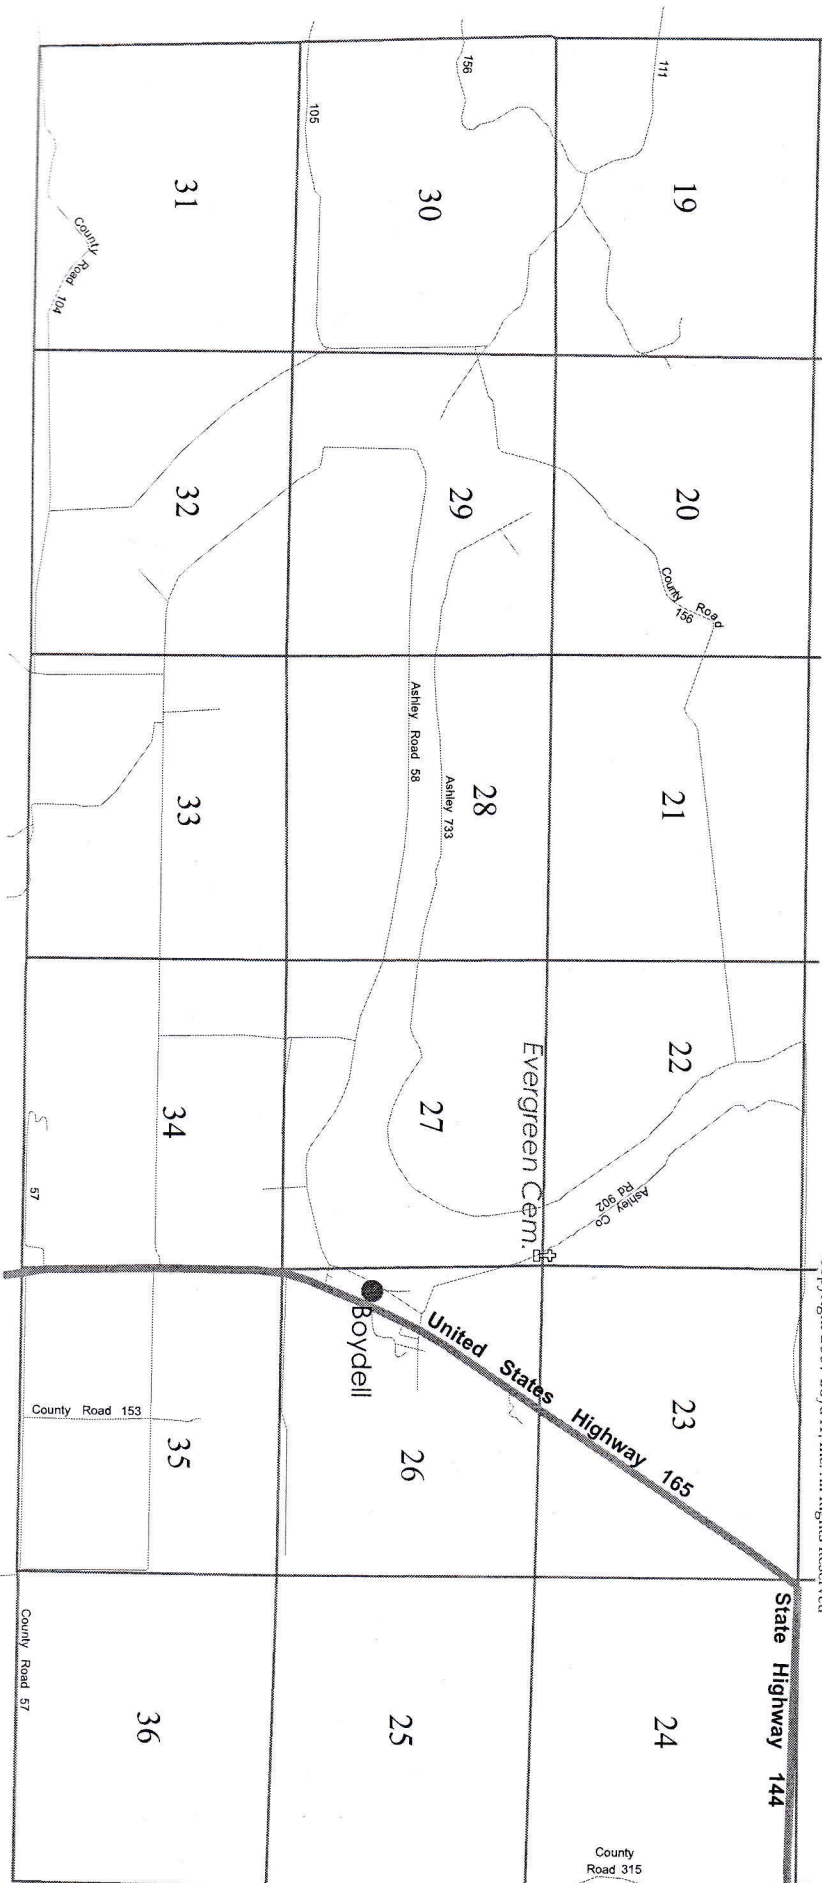 State Highway 144
111
19
20
21
22
23
24
County Road
156
Ashley Co
Rd 902
United States Highway 165
County
Road 315
156
30
29
28
27
26
25
Evergreen Cem.
Ashley 733
Ashley Road 58
Boydell
105
31
32
33
34
35
36
County Road 104
57
County Road 153
County Road 57